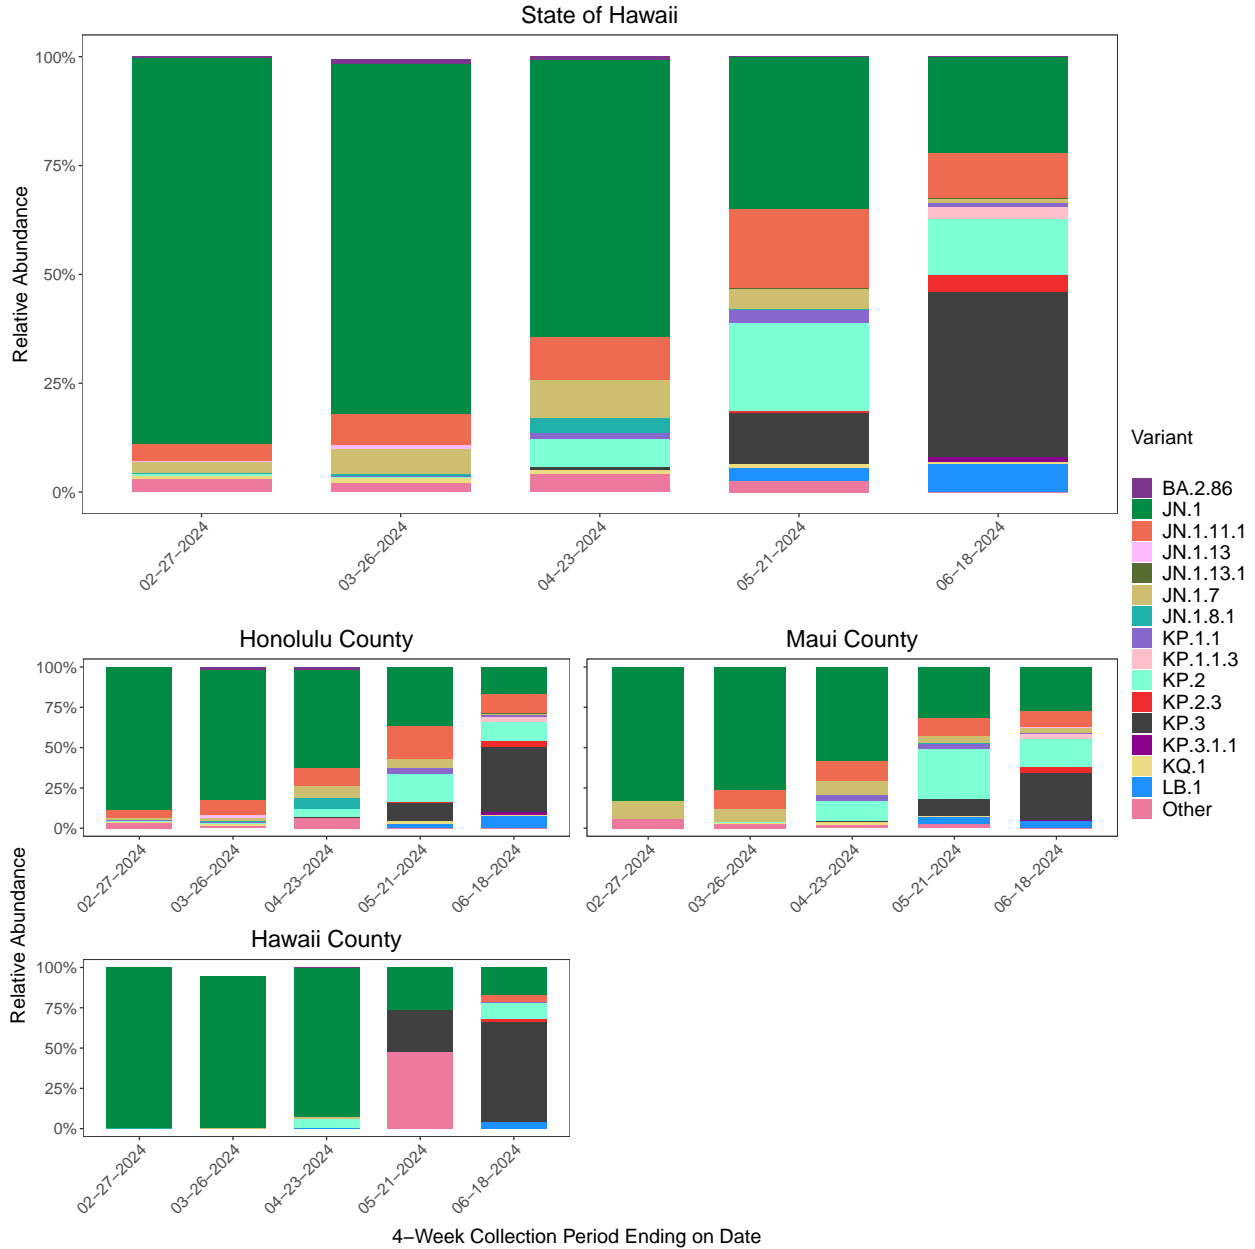 State of Hawaii
Relative Abundance
100%
75%
50%
25%
0%
02−27−2024
03−26−2024
04−23−2024
05−21−2024
06−18−2024
Honolulu County
100%
75%
50%
25%
0%
02−27−2024
03−26−2024
04−23−2024
05−21−2024
06−18−2024
Maui County
02−27−2024
03−26−2024
04−23−2024
05−21−2024
06−18−2024
Relative Abundance
Hawaii County
100%
75%
50%
25%
0%
02−27−2024
03−26−2024
04−23−2024
05−21−2024
06−18−2024
4−Week Collection Period Ending on Date
Variant
BA.2.86
JN.1
JN.1.11.1
JN.1.13
JN.1.13.1
JN.1.7
JN.1.8.1
KP.1.1
KP.1.1.3
KP.2
KP.2.3
KP.3
KP.3.1.1
KQ.1
LB.1
Other